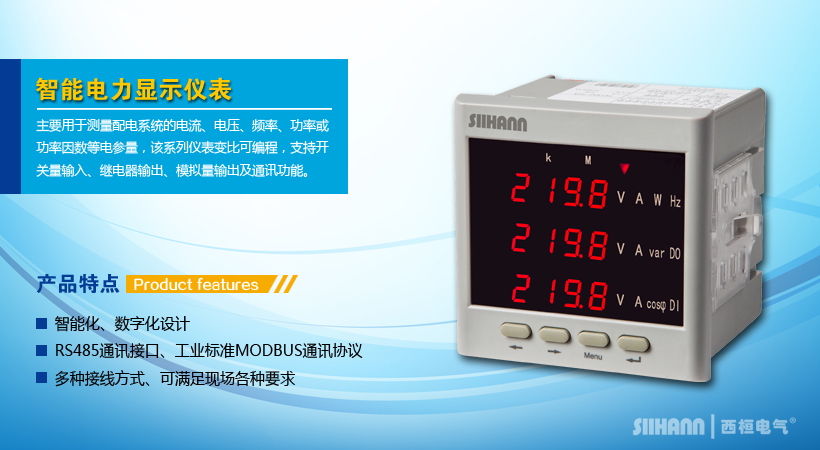 智能电力显示仪表
主要用于测量配电系统的电流、电压、频率、功率或
功率因数等电参量，该系列仪表变比可编程，支持开
关量输入、继电器输出、模拟量输出及通讯功能。
产品特点 Product features
智能化、数字化设计
RS485通讯接口、工业标准MODBUS通讯协议
多种接线方式、可满足现场各种要求
SIIHANN
k M
219.8 V A W Hz
219.8 V A var DO
219.8 V A cosφ DI
Menu
SIIHANN 西桓电气®